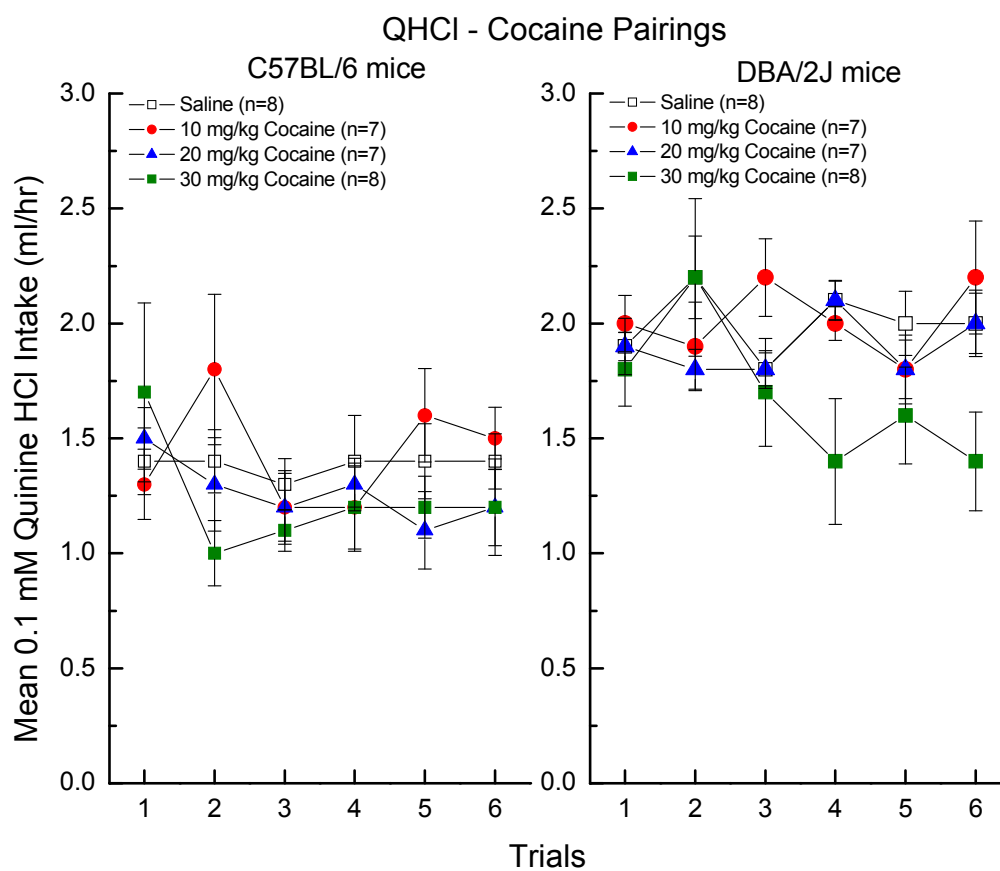 QHCl - Cocaine Pairings
C57BL/6 mice
DBA/2J mice
Saline (n=8)
10 mg/kg Cocaine (n=7)
20 mg/kg Cocaine (n=7)
30 mg/kg Cocaine (n=8)
Saline (n=8)
10 mg/kg Cocaine (n=7)
20 mg/kg Cocaine (n=7)
30 mg/kg Cocaine (n=8)
Mean 0.1 mM Quinine HCl Intake (ml/hr)
3.0
2.5
2.0
1.5
1.0
0.5
0.0
3.0
2.5
2.0
1.5
1.0
0.5
0.0
1 2 3 4 5 6
1 2 3 4 5 6
Trials